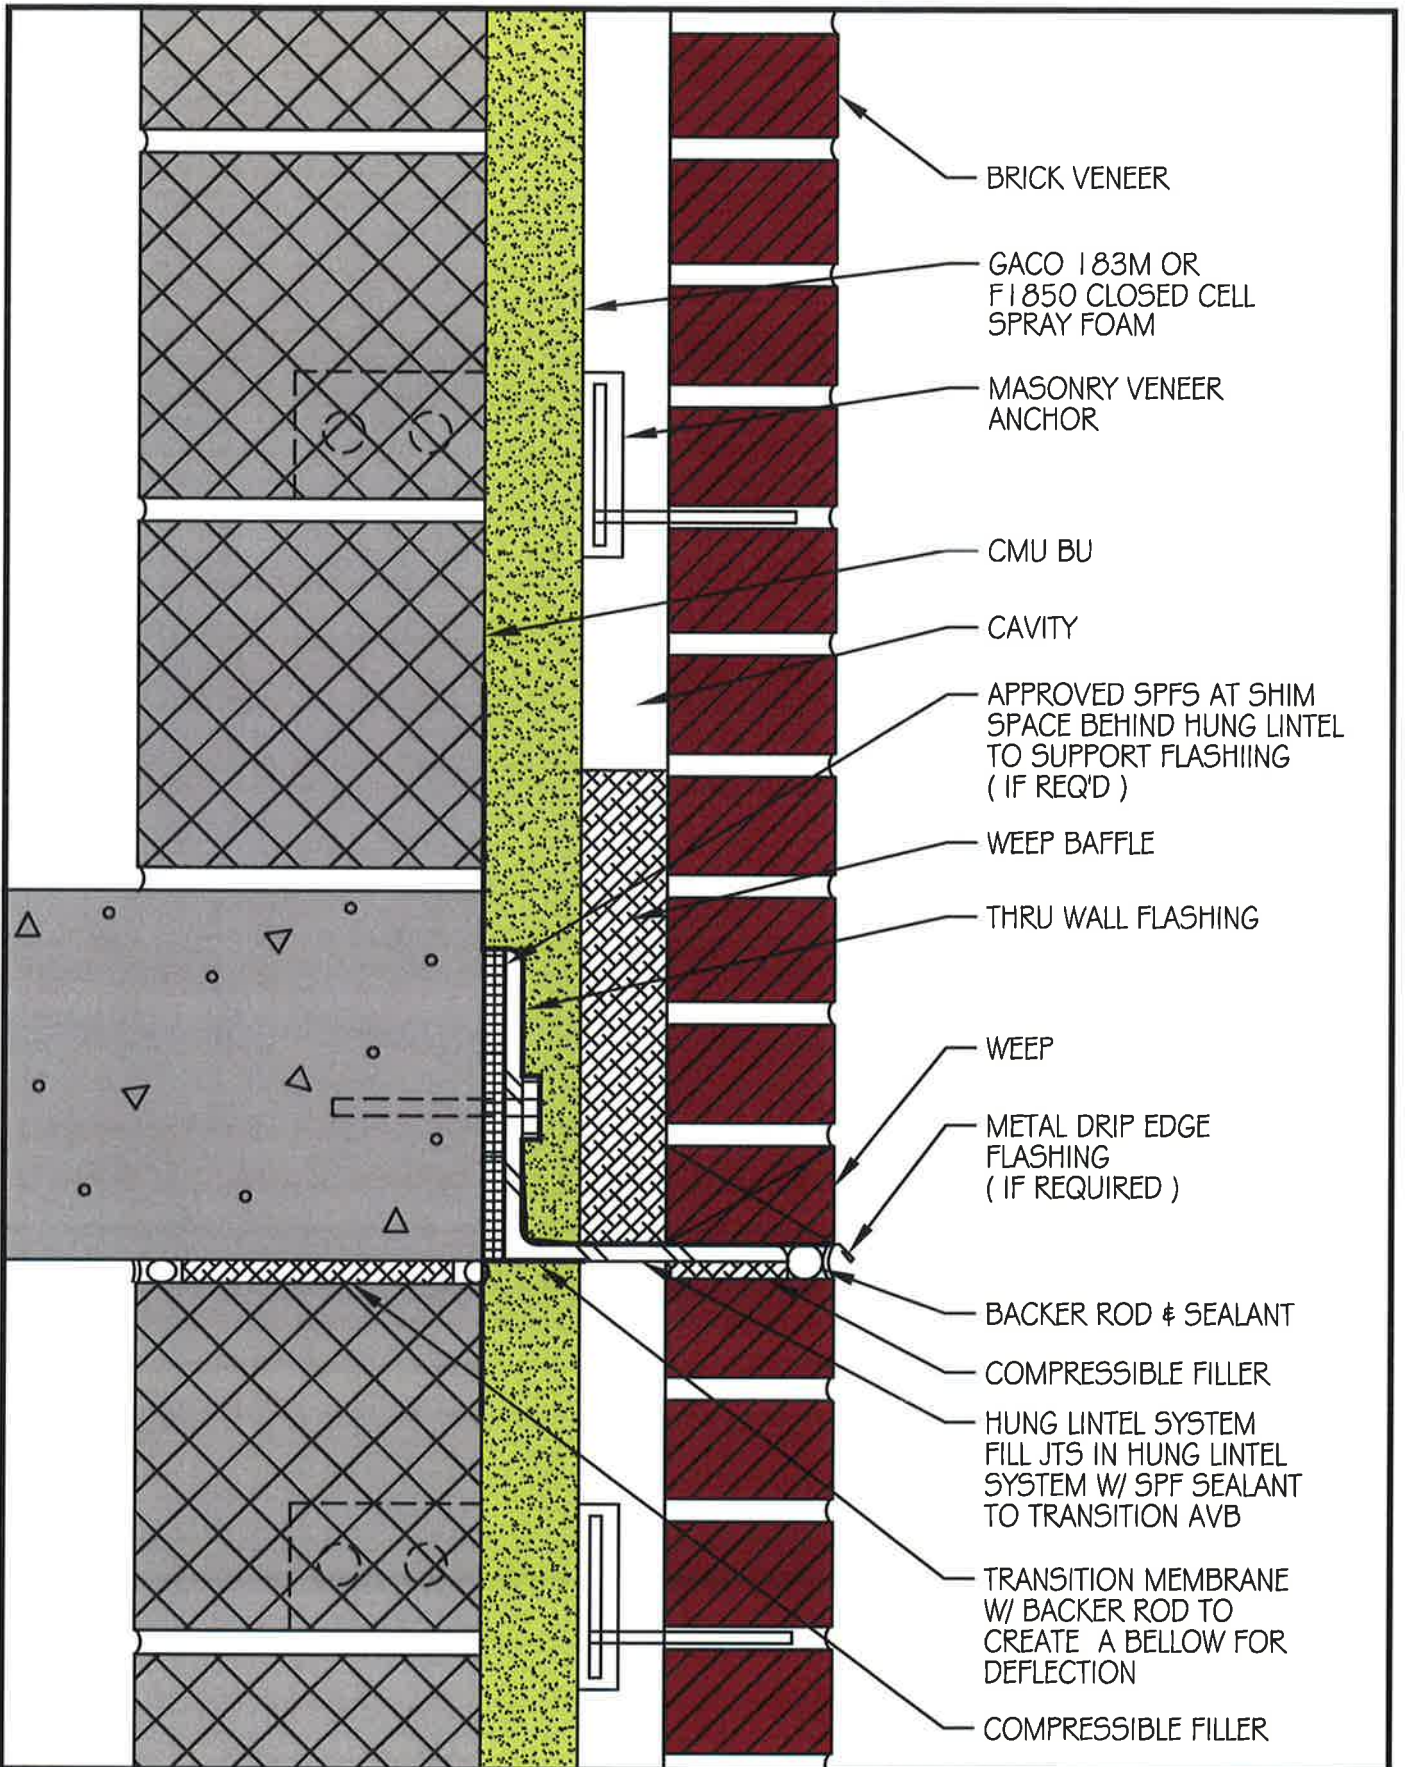 BRICK VENEER
GACO 183M OR
F1850 CLOSED CELL
SPRAY FOAM
MASONRY VENEER
ANCHOR
CMU BU
CAVITY
APPROVED SPFS AT SHIM
SPACE BEHIND HUNG LINTEL
TO SUPPORT FLASHIING
( IF REQ'D )
WEEP BAFFLE
THRU WALL FLASHING
WEEP
METAL DRIP EDGE
FLASHING
( IF REQUIRED )
BACKER ROD & SEALANT
COMPRESSIBLE FILLER
HUNG LINTEL SYSTEM
FILL JTS IN HUNG LINTEL
SYSTEM W/ SPF SEALANT
TO TRANSITION AVB
TRANSITION MEMBRANE
W/ BACKER ROD TO
CREATE A BELLOW FOR
DEFLECTION
COMPRESSIBLE FILLER